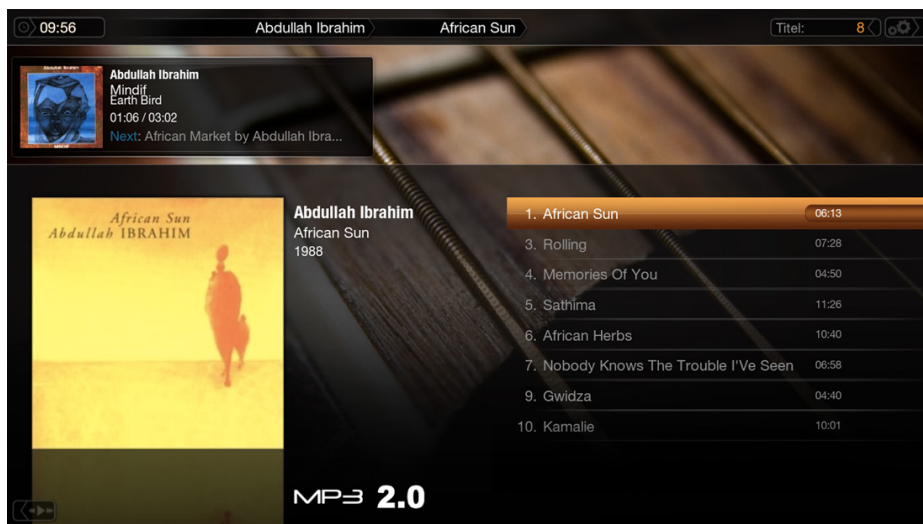 09:56
Abdullah Ibrahim
African Sun
Titel: 8
Abdullah Ibrahim
Mindif
Earth Bird
01:06 / 03:02
Next: African Market by Abdullah Ibra...
Abdullah Ibrahim
MINDIF
African Sun
Abdullah IBRAHIM
Abdullah Ibrahim
African Sun
1988
1. African Sun 06:13
3. Rolling 07:28
4. Memories Of You 04:50
5. Sathima 11:26
6. African Herbs 10:40
7. Nobody Knows The Trouble I'Ve Seen 06:58
9. Gwidza 04:40
10. Kamalie 10:01
MP3 2.0